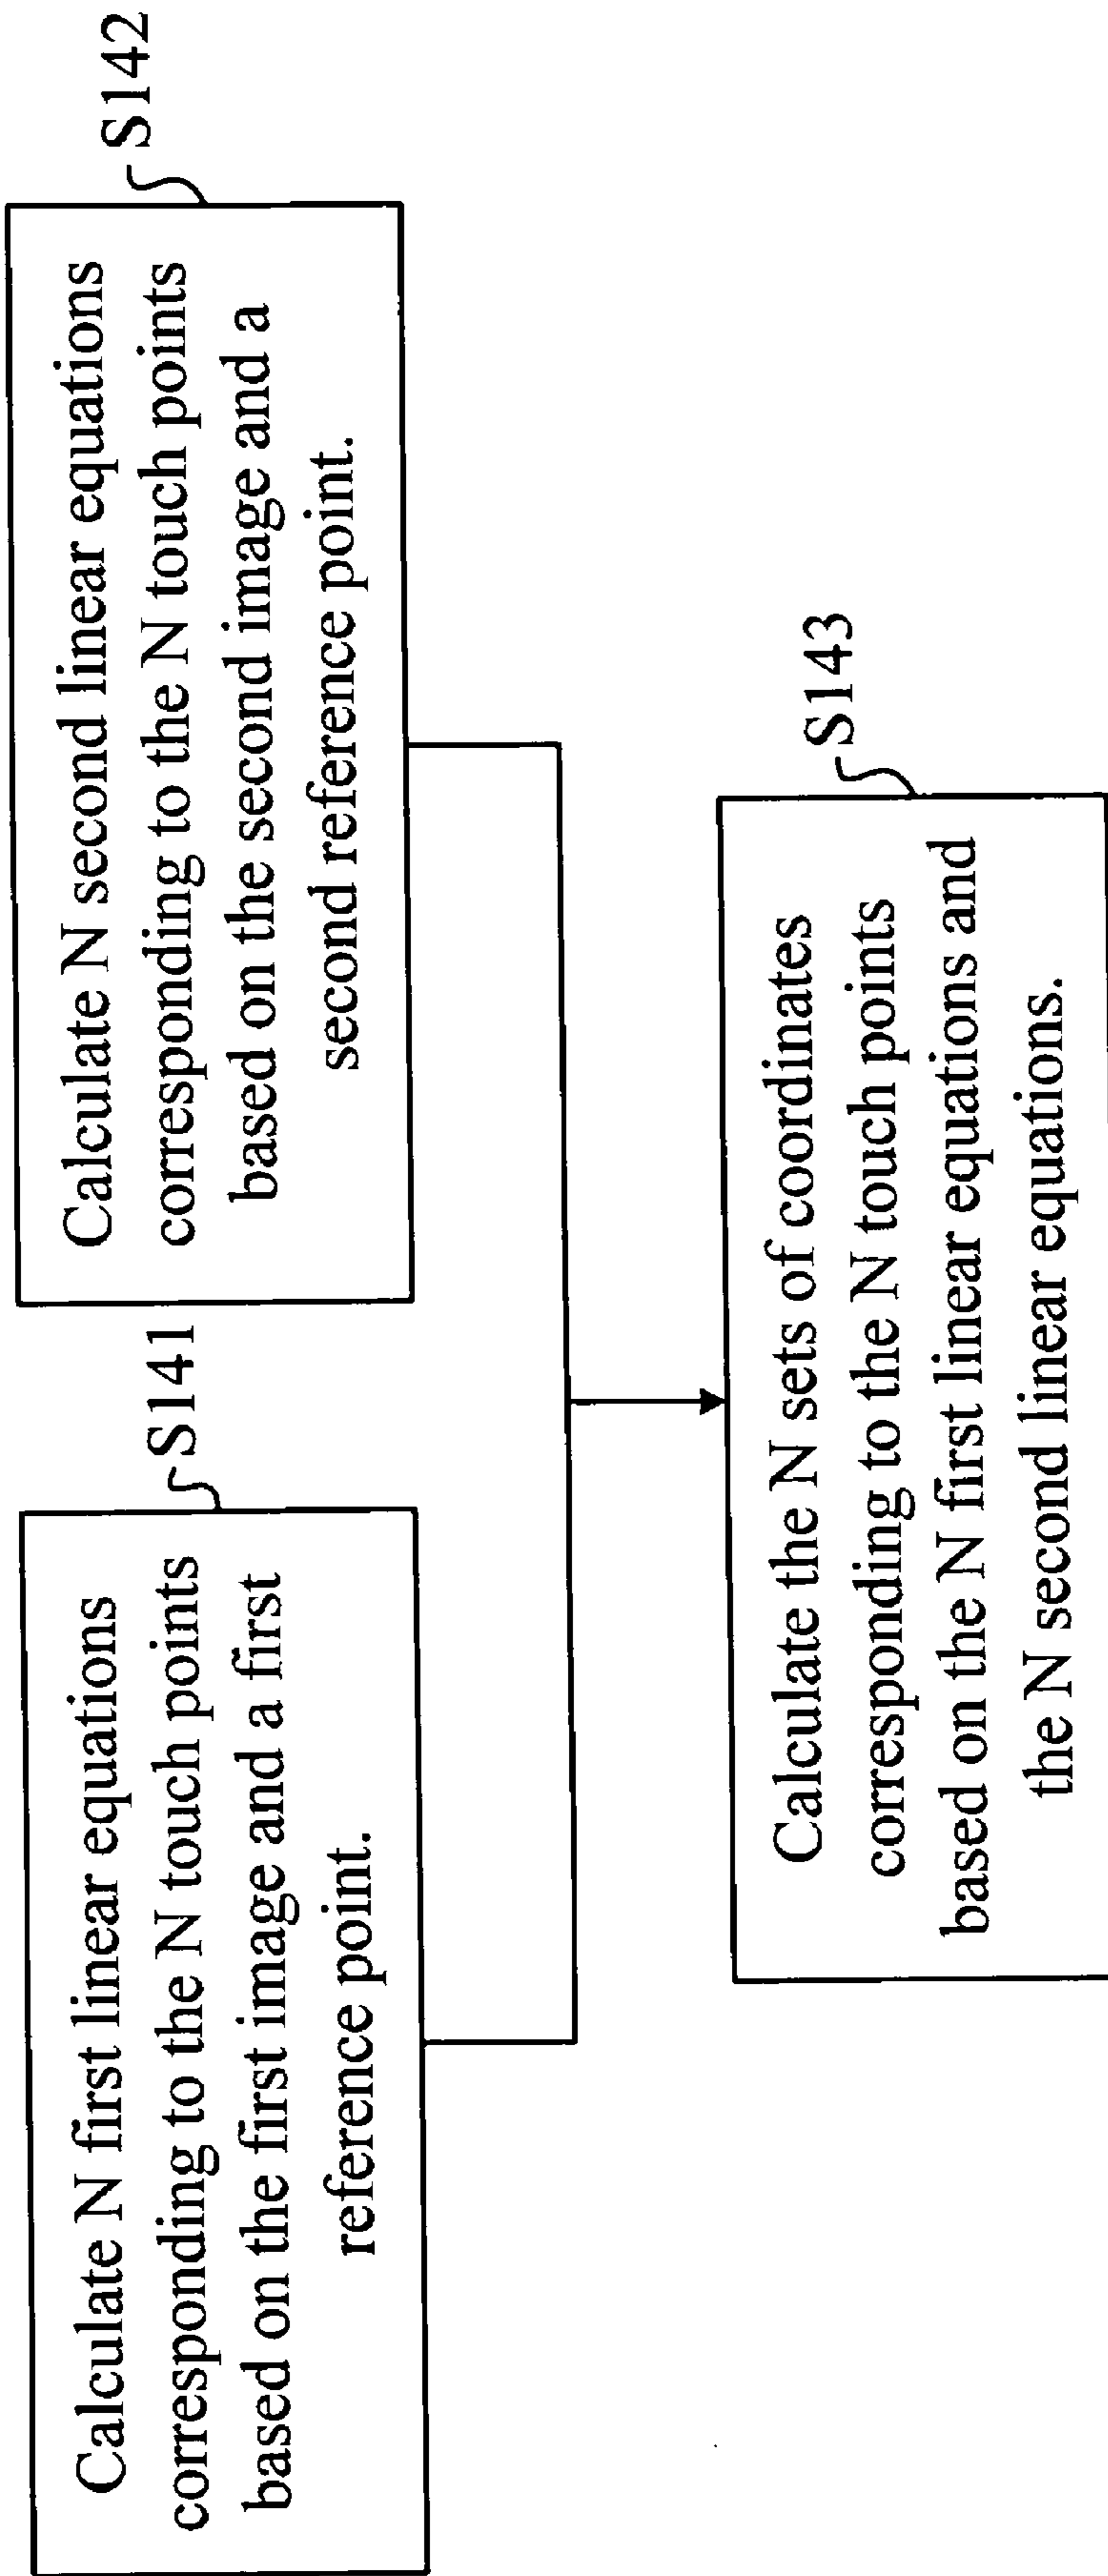 Calculate N first linear equations
corresponding to the N touch points
based on the first image and a first
reference point.
S141
Calculate N second linear equations
corresponding to the N touch points
based on the second image and a
second reference point.
S142
Calculate the N sets of coordinates
corresponding to the N touch points
based on the N first linear equations and
the N second linear equations.
S143